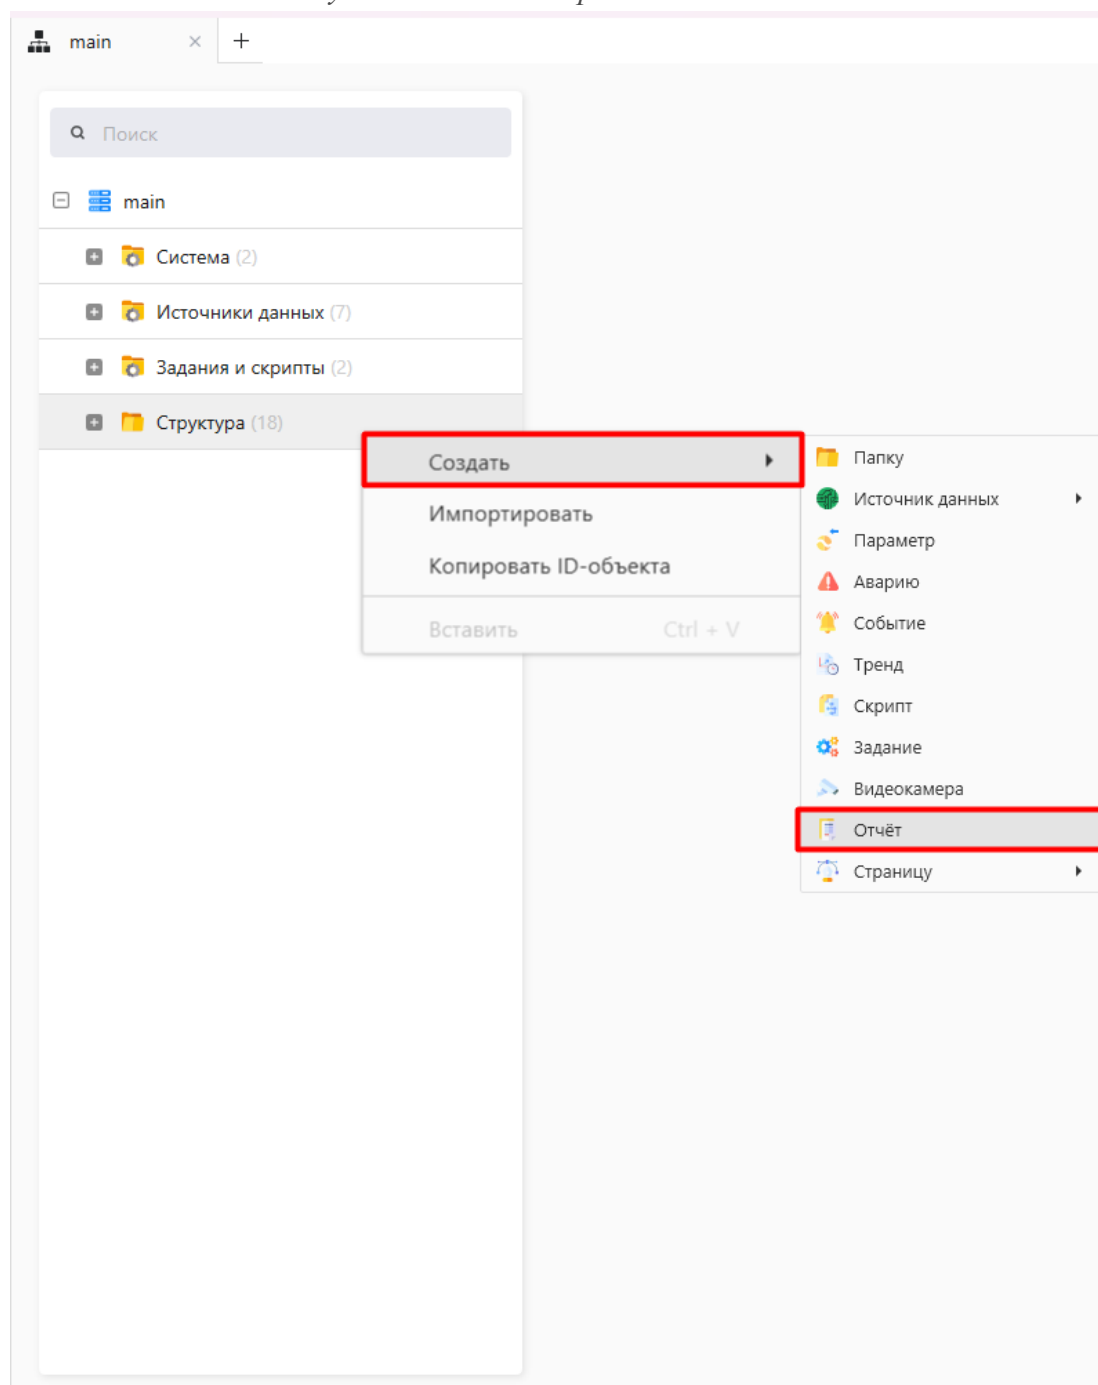 main
Поиск
main
Система (2)
Источники данных (7)
Задания и скрипты (2)
Структура (18)
Создать
Импортировать
Копировать ID-объекта
Вставить Ctrl + V
Папку
Источник данных
Параметр
Аварию
Событие
Тренд
Скрипт
Задание
Видеокамера
Отчёт
Страницу